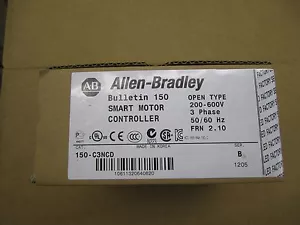 AB
Allen-Bradley
Bulletin 150
SMART MOTOR
CONTROLLER
OPEN TYPE
200-600V
3 Phase
50/60 Hz
FRN 2.10
MADE IN KOREA
CAT.
150-C3NCD
SER.
B
1205